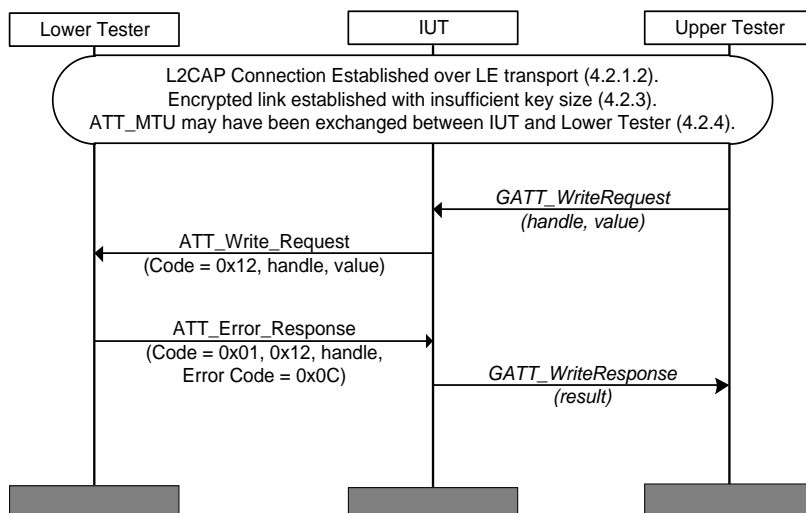 Lower Tester
IUT
Upper Tester
L2CAP Connection Established over LE transport (4.2.1.2).
Encrypted link established with insufficient key size (4.2.3).
ATT_MTU may have been exchanged between IUT and Lower Tester (4.2.4).
GATT_WriteRequest
(handle, value)
ATT_Write_Request
(Code = 0x12, handle, value)
ATT_Error_Response
(Code = 0x01, 0x12, handle,
Error Code = 0x0C)
GATT_WriteResponse
(result)